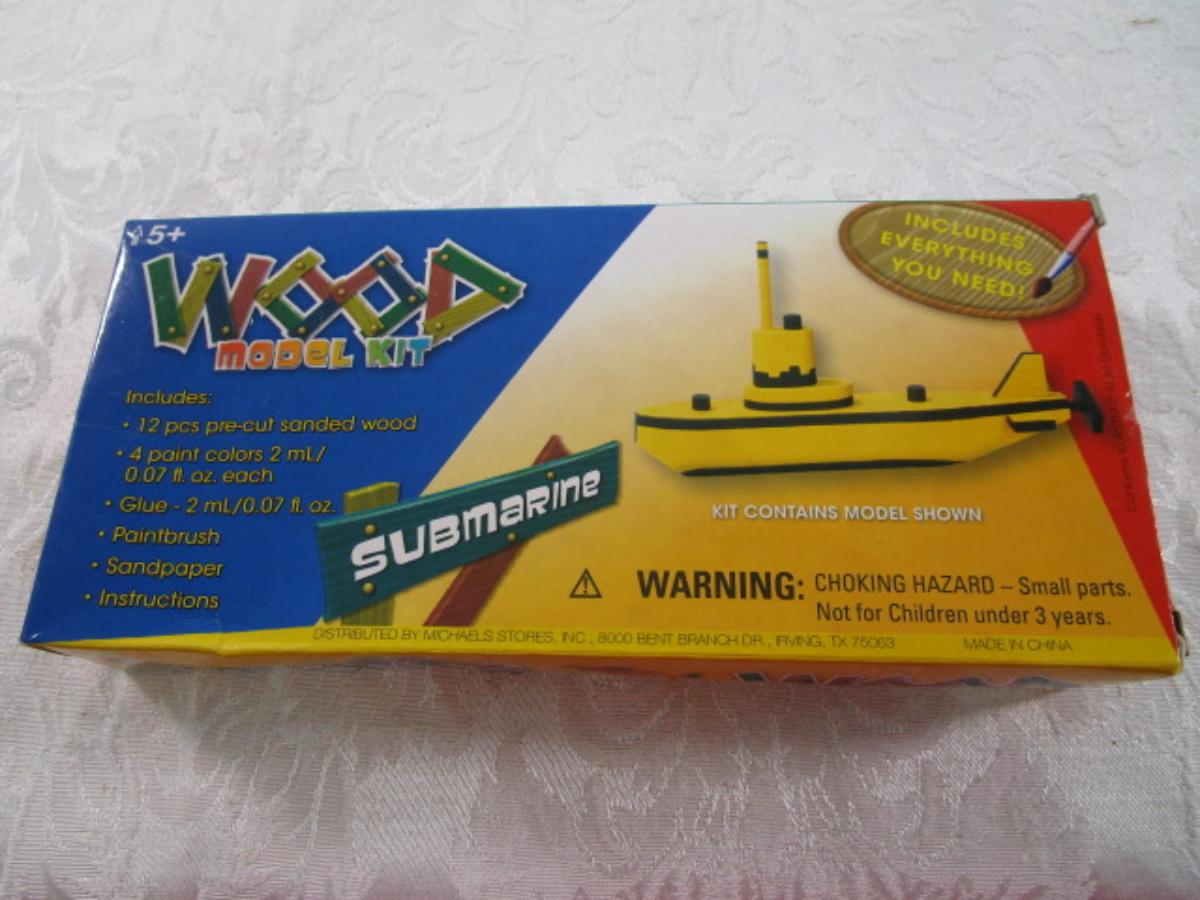 5+
WOOD
MODEL KIT
Includes:
• 12 pcs pre-cut sanded wood
• 4 paint colors 2 mL/
0.07 fl. oz. each
• Glue - 2 mL/0.07 fl. oz.
• Paintbrush
• Sandpaper
• Instructions
SUBMARINE
INCLUDES
EVERYTHING
YOU NEED!
KIT CONTAINS MODEL SHOWN
WARNING: CHOKING HAZARD – Small parts.
Not for Children under 3 years.
DISTRIBUTED BY MICHAELS STORES, INC., 8000 BENT BRANCH DR., IRVING, TX 75063
MADE IN CHINA